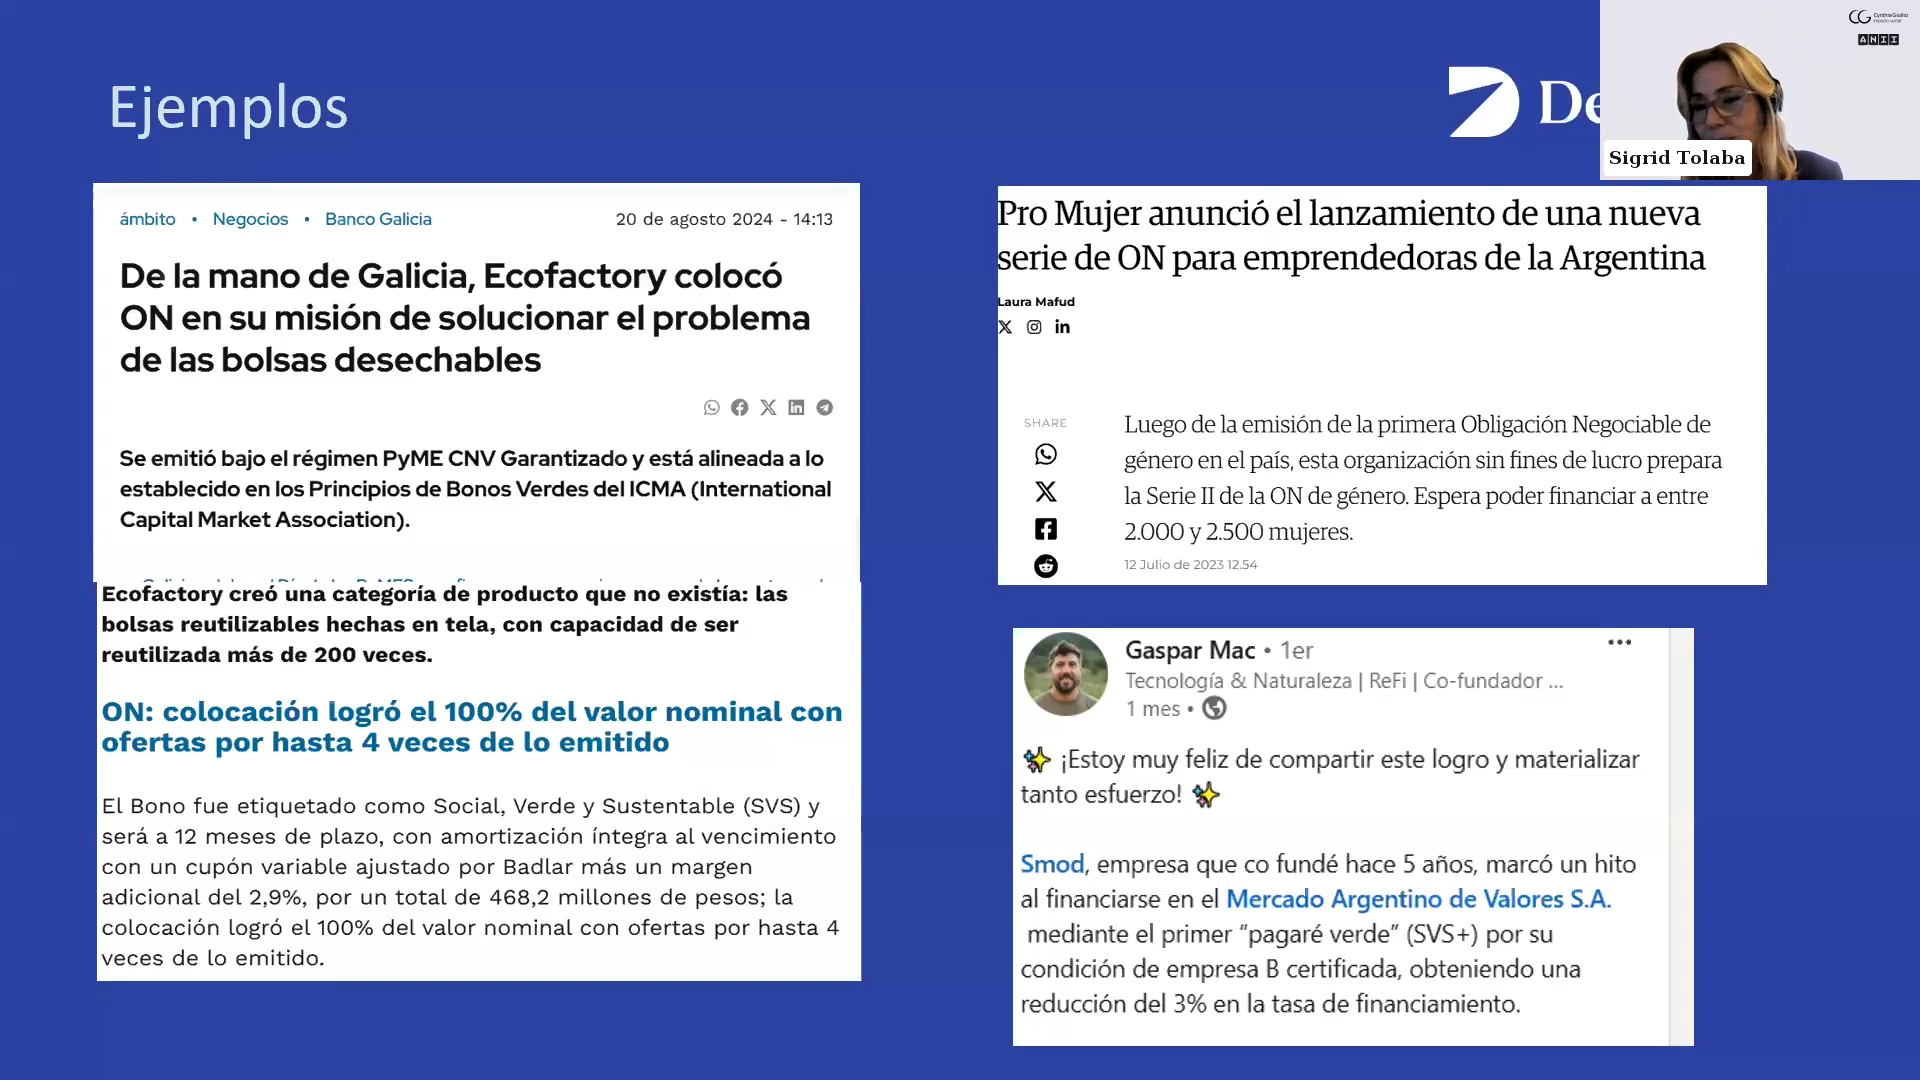 Ejemplos
De
CG
ANII
Sigrid Tolaba
ámbito • Negocios • Banco Galicia
20 de agosto 2024 - 14:13
De la mano de Galicia, Ecofactory colocó
ON en su misión de solucionar el problema
de las bolsas desechables
Se emitió bajo el régimen PyME CNV Garantizado y está alineada a lo
establecido en los Principios de Bonos Verdes del ICMA (International
Capital Market Association).
Ecofactory creó una categoría de producto que no existía: las
bolsas reutilizables hechas en tela, con capacidad de ser
reutilizada más de 200 veces.
ON: colocación logró el 100% del valor nominal con
ofertas por hasta 4 veces de lo emitido
El Bono fue etiquetado como Social, Verde y Sustentable (SVS) y
será a 12 meses de plazo, con amortización íntegra al vencimiento
con un cupón variable ajustado por Badlar más un margen
adicional del 2,9%, por un total de 468,2 millones de pesos; la
colocación logró el 100% del valor nominal con ofertas por hasta 4
veces de lo emitido.
Pro Mujer anunció el lanzamiento de una nueva
serie de ON para emprendedoras de la Argentina
Laura Mafud
SHARE
Luego de la emisión de la primera Obligación Negociable de
género en el país, esta organización sin fines de lucro prepara
la Serie II de la ON de género. Espera poder financiar a entre
2.000 y 2.500 mujeres.
12 Julio de 2023 12.54
Gaspar Mac • 1er
Tecnología & Naturaleza | ReFi | Co-fundador ...
1 mes •
✨ ¡Estoy muy feliz de compartir este logro y materializar
tanto esfuerzo! ✨
Smod, empresa que co fundé hace 5 años, marcó un hito
al financiarse en el Mercado Argentino de Valores S.A.
mediante el primer “pagaré verde” (SVS+) por su
condición de empresa B certificada, obteniendo una
reducción del 3% en la tasa de financiamiento.